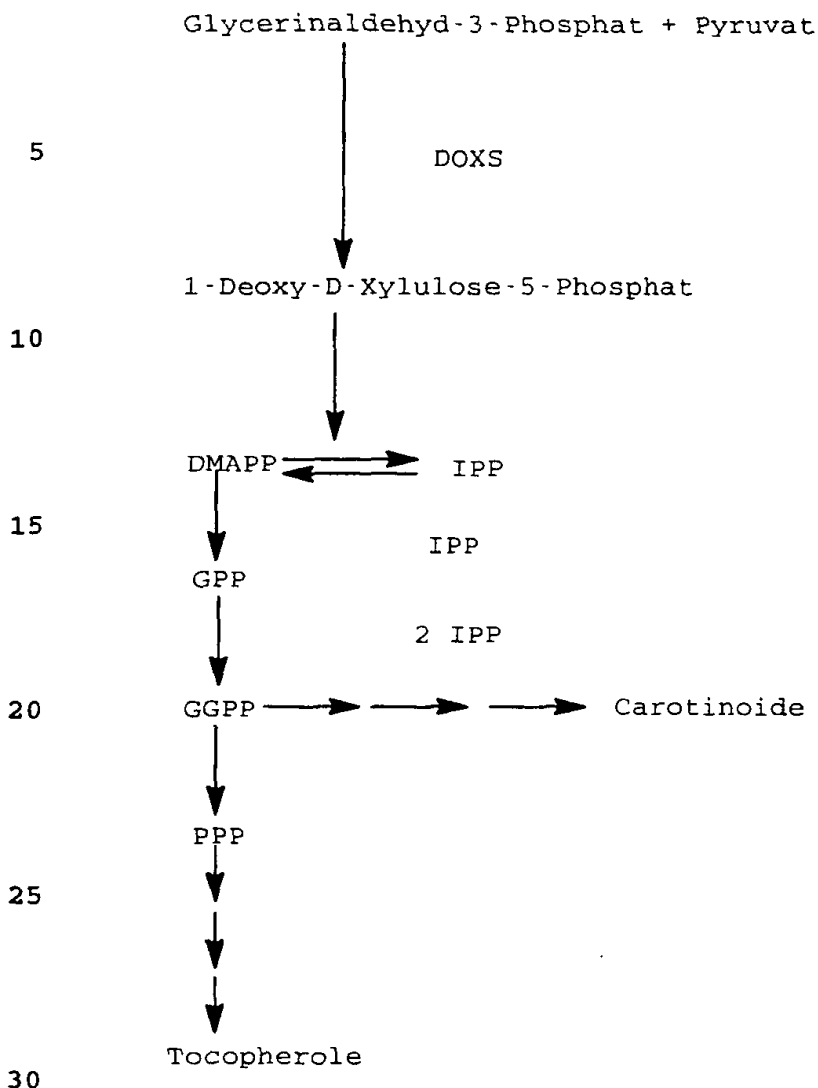 Glycerinaldehyd-3-Phosphat + Pyruvat
5
DOXS
1-Deoxy-D-Xylulose-5-Phosphat
10
DMAPP IPP
15
IPP
GPP
2 IPP
20 GGPP Carotinoide
PPP
25
Tocopherole
30